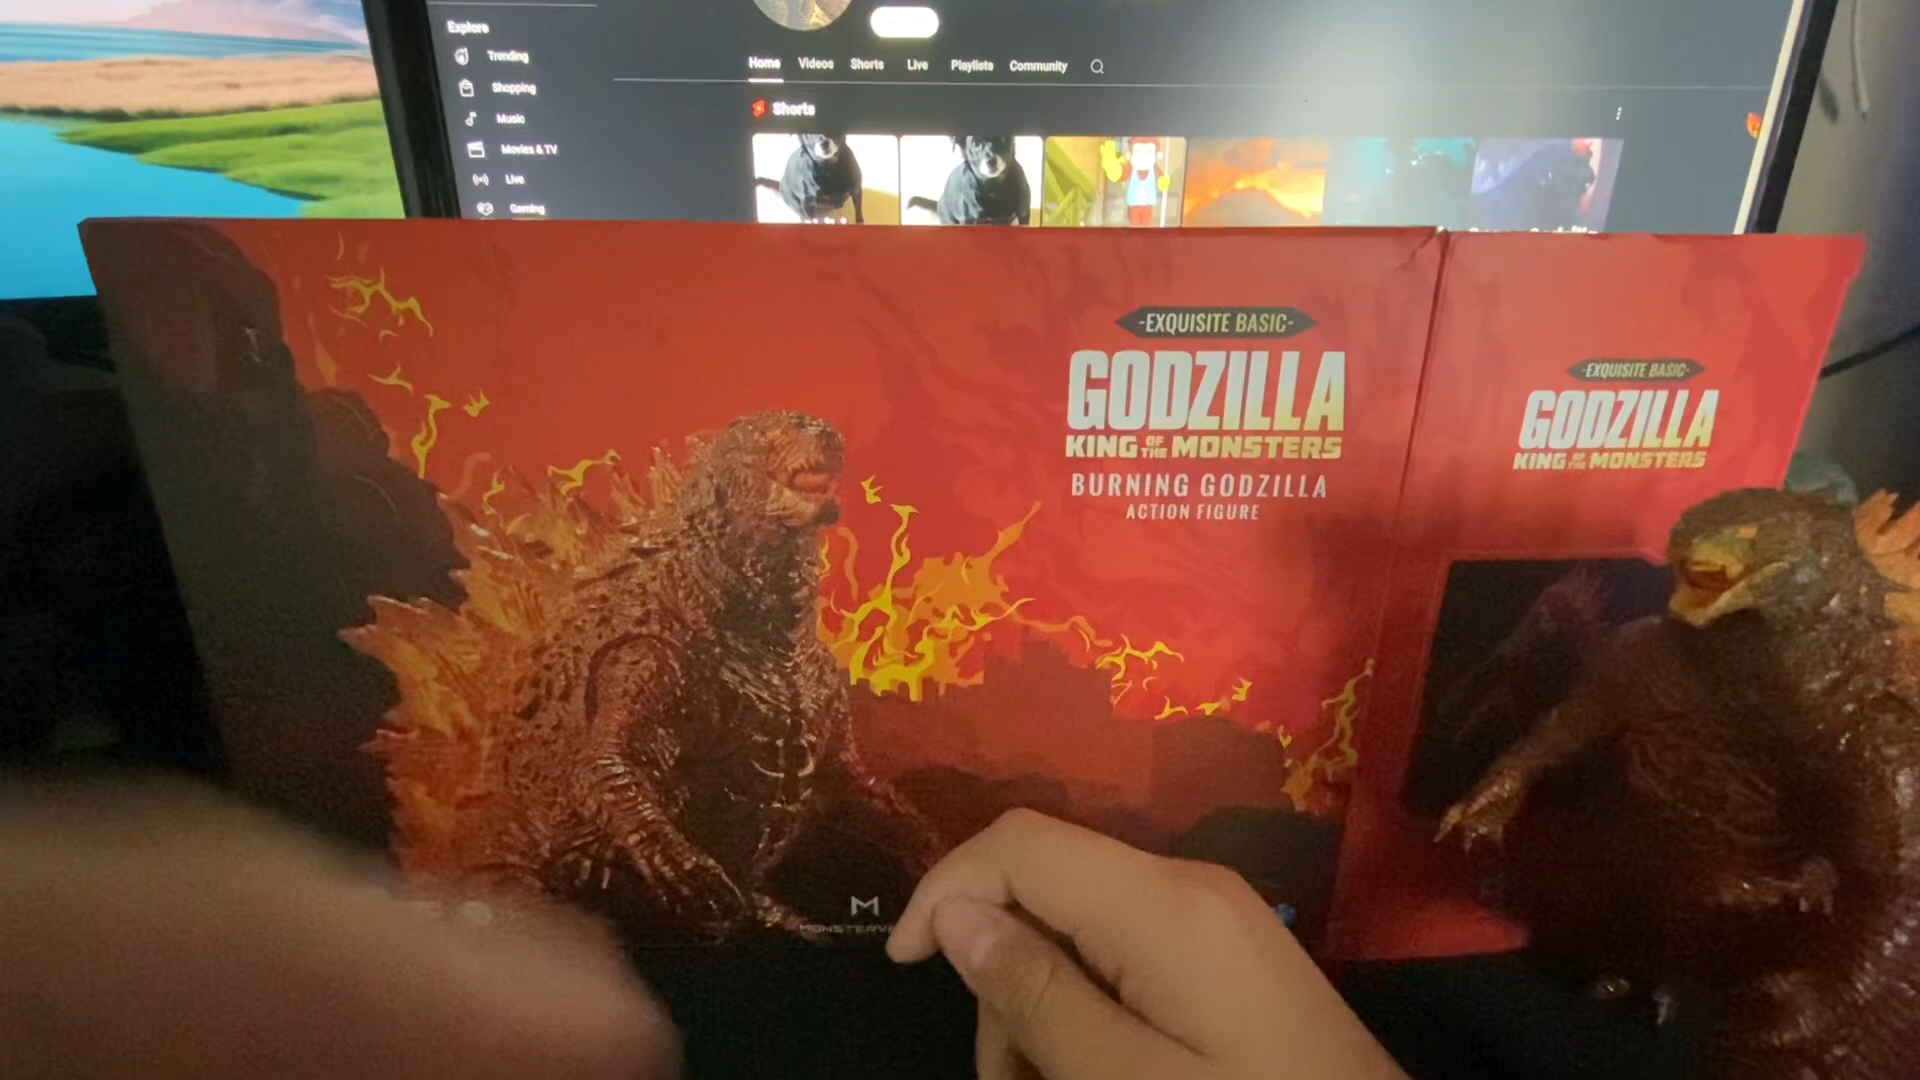 Explore
Trending
Shopping
Music
Movies & TV
Live
Gaming
Home Videos Shorts Live Playlists Community
Shorts
-EXQUISITE BASIC-
GODZILLA
KING OF THE MONSTERS
BURNING GODZILLA
ACTION FIGURE
-EXQUISITE BASIC-
GODZILLA
KING OF THE MONSTERS
M